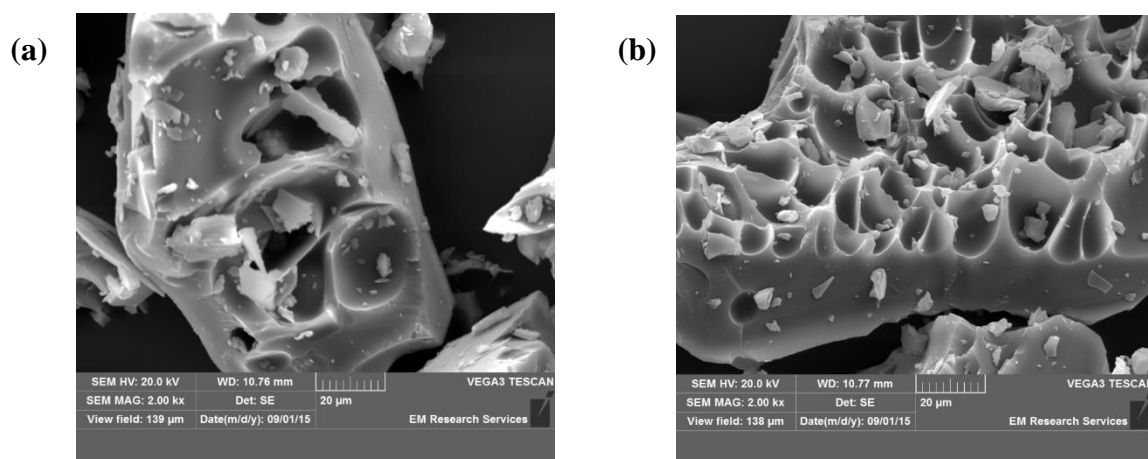 (a)
SEM HV: 20.0 kV WD: 10.76 mm VEGA3 TESCAN
SEM MAG: 2.00 kx Det: SE 20 µm
View field: 139 µm Date(m/d/y): 09/01/15 EM Research Services
(b)
SEM HV: 20.0 kV WD: 10.77 mm VEGA3 TESCA
SEM MAG: 2.00 kx Det: SE 20 µm
View field: 138 µm Date(m/d/y): 09/01/15 EM Research Services